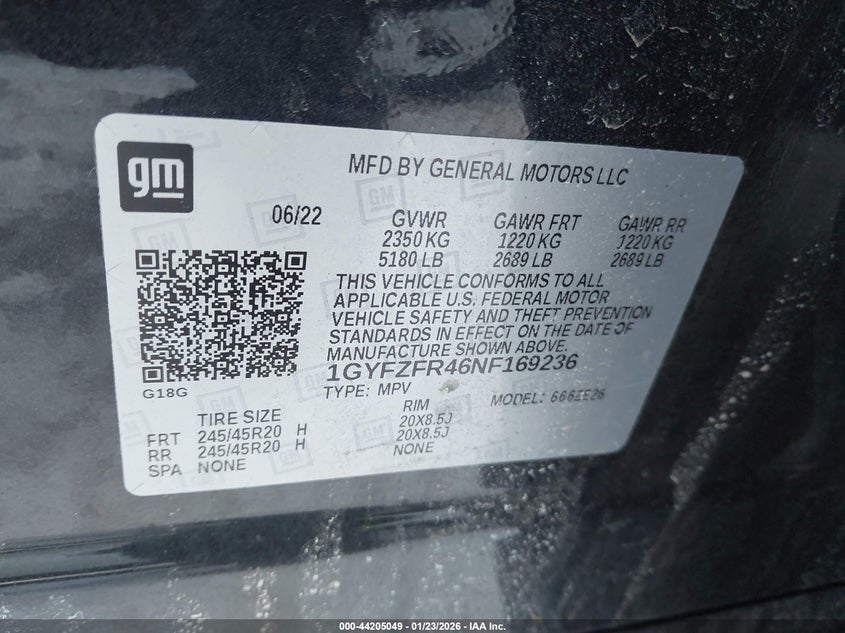 gm
MFD BY GENERAL MOTORS LLC
06/22
GVWR GAWR FRT GAWR RR
2350 KG 1220 KG 1220 KG
5180 LB 2689 LB 2689 LB
THIS VEHICLE CONFORMS TO ALL
APPLICABLE U.S. FEDERAL MOTOR
VEHICLE SAFETY AND THEFT PREVENTION
STANDARDS IN EFFECT ON THE DATE OF
MANUFACTURE SHOWN ABOVE.
1GYFZFR46NF169236
G18G
TYPE: MPV MODEL: 666ZE26
TIRE SIZE RIM
FRT 245/45R20 H 20X8.5J
RR 245/45R20 H 20X8.5J
SPA NONE NONE
000-44205049 - 01/23/2026 - IAA Inc.